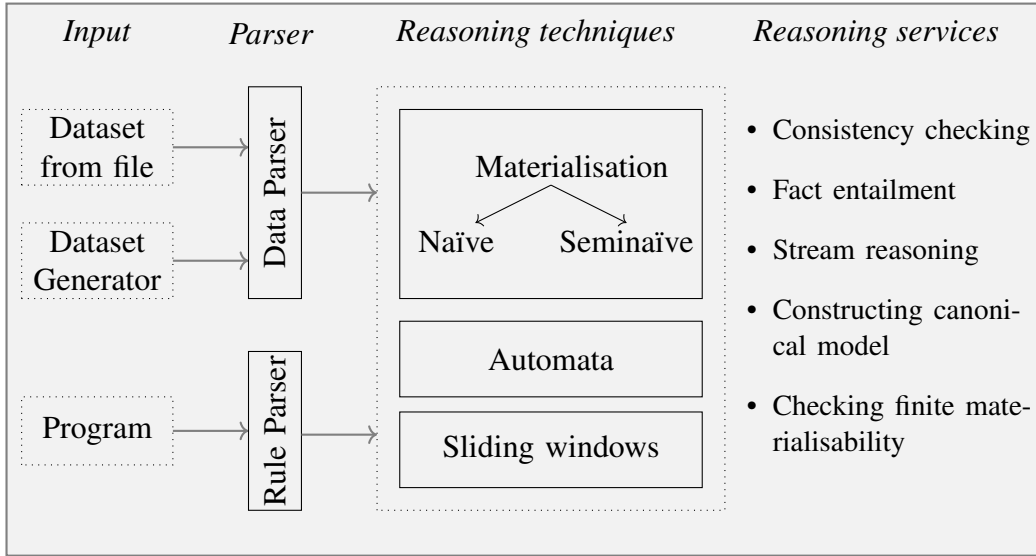 Input Parser Reasoning techniques Reasoning services
Dataset
from file
Dataset
Generator
Program
Data Parser
Rule Parser
Materialisation
Naïve Seminaïve
Automata
Sliding windows
• Consistency checking
• Fact entailment
• Stream reasoning
• Constructing canoni-
cal model
• Checking finite mate-
rialisability